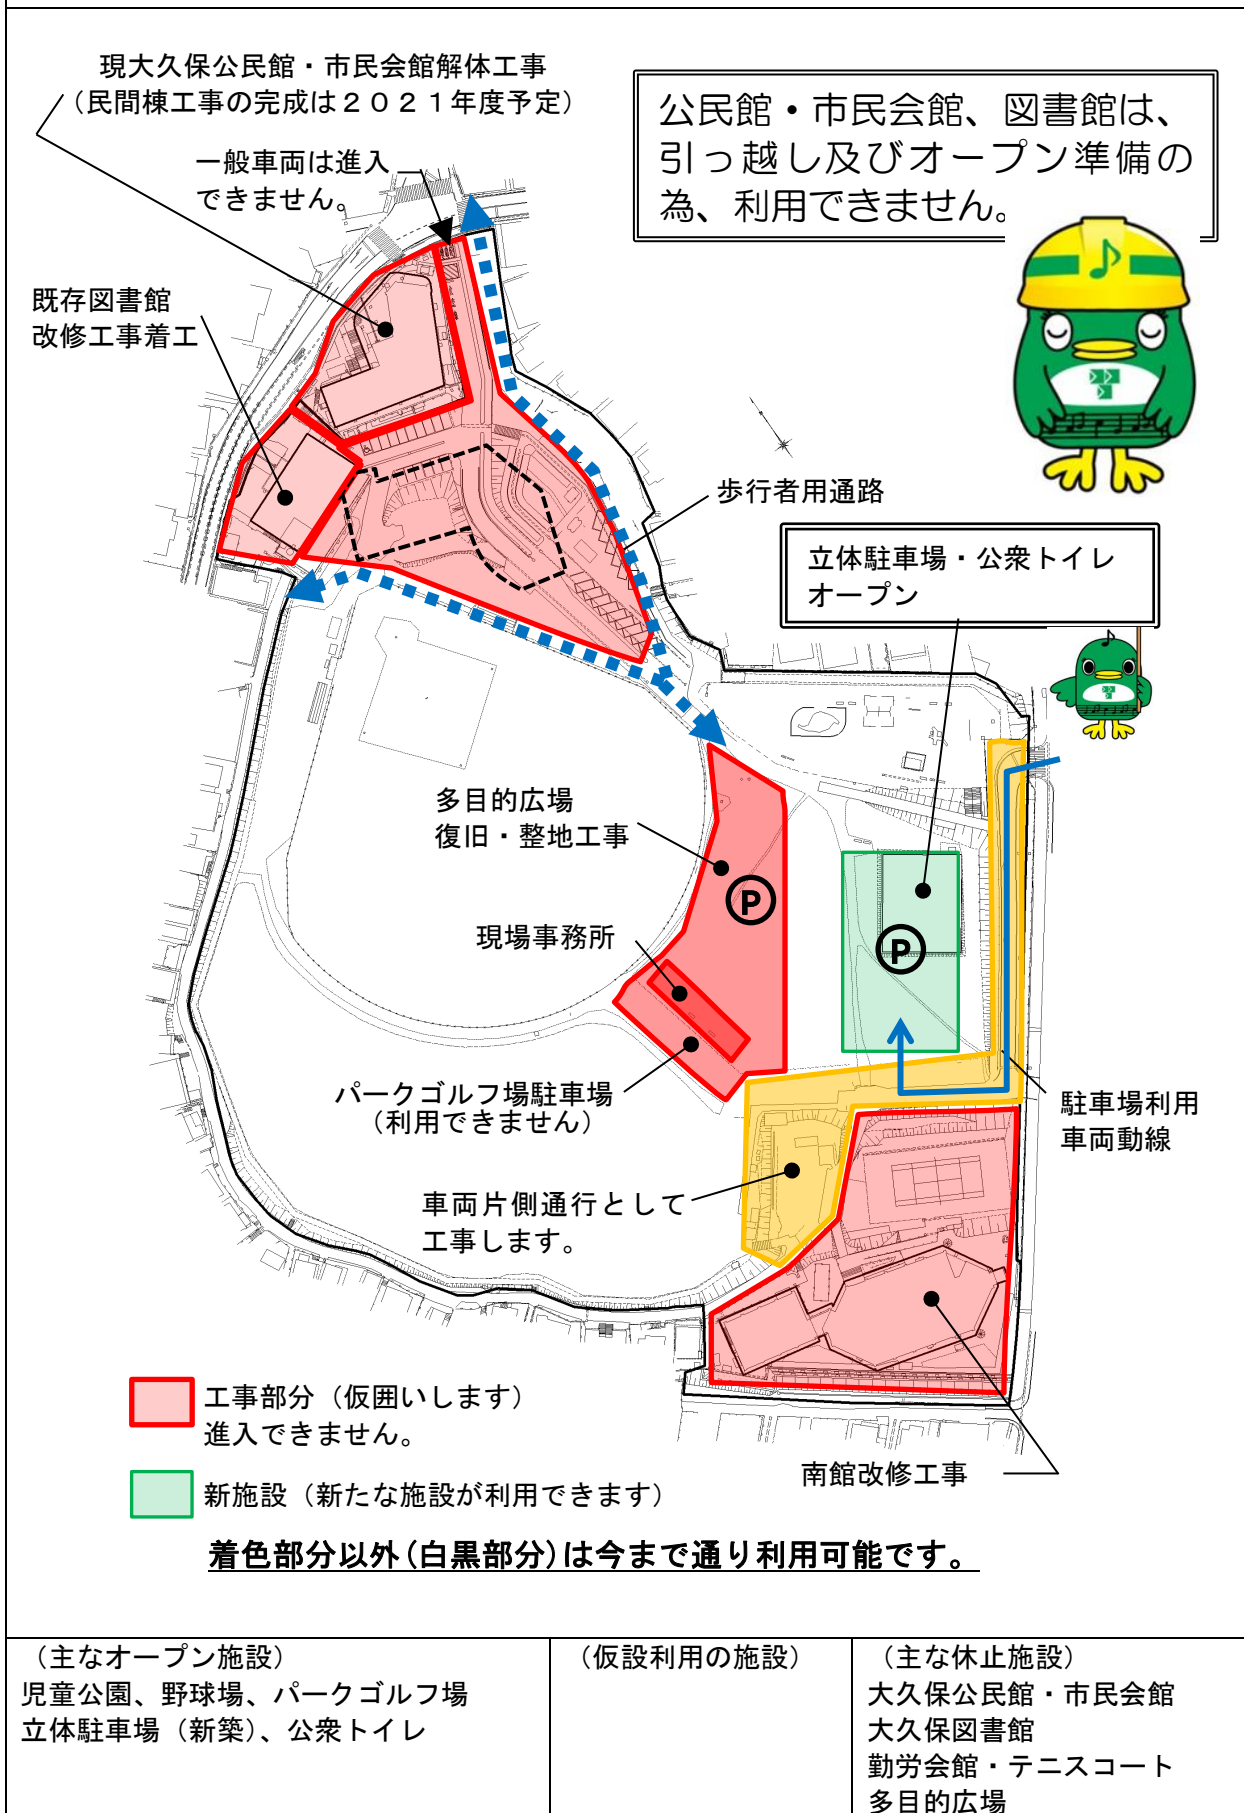 現大久保公民館・市民会館解体工事
（民間棟工事の完成は２０２１年度予定）
一般車両は進入
できません。
公民館・市民会館、図書館は、
引っ越し及びオープン準備の
為、利用できません。
既存図書館
改修工事着工
歩行者用通路
立体駐車場・公衆トイレ
オープン
多目的広場
復旧・整地工事
P
P
現場事務所
パークゴルフ場駐車場
（利用できません）
駐車場利用
車両動線
車両片側通行として
工事します。
工事部分（仮囲いします）
進入できません。
南館改修工事
新施設（新たな施設が利用できます）
着色部分以外(白黒部分)は今まで通り利用可能です。
（主なオープン施設）
児童公園、野球場、パークゴルフ場
立体駐車場（新築）、公衆トイレ
（仮設利用の施設）
（主な休止施設）
大久保公民館・市民会館
大久保図書館
勤労会館・テニスコート
多目的広場